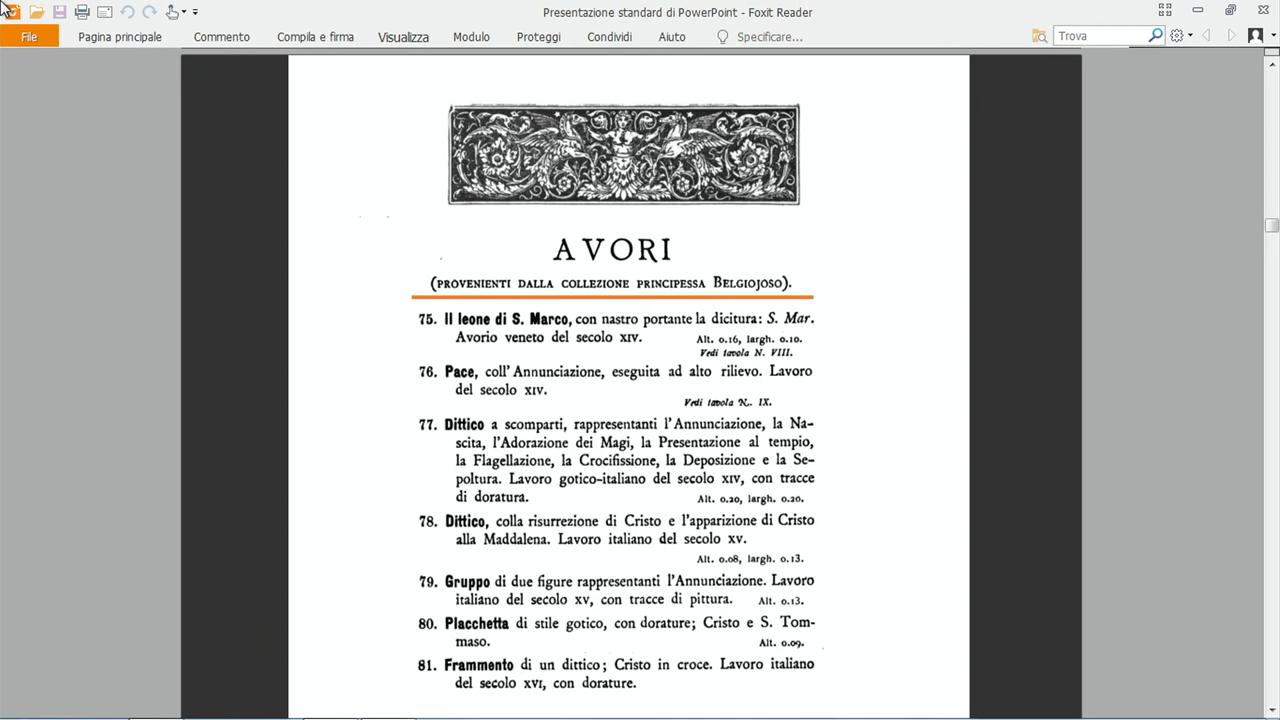 Presentazione standard di PowerPoint - Foxit Reader
File Pagina principale Commento Compila e firma Visualizza Modulo Proteggi Condividi Aiuto Specificare... Trova
AVORI
(PROVENIENTI DALLA COLLEZIONE PRINCIPESSA BELGIOJOSO).
75. Il leone di S. Marco, con nastro portante la dicitura: S. Mar.
Avorio veneto del secolo XIV. Alt. 0.16, largh. 0.10.
Vedi tavola N. VIII.
76. Pace, coll'Annunciazione, eseguita ad alto rilievo. Lavoro
del secolo XIV.
Vedi tavola N. IX.
77. Dittico a scomparti, rappresentanti l'Annunciazione, la Na-
scita, l'Adorazione dei Magi, la Presentazione al tempio,
la Flagellazione, la Crocifissione, la Deposizione e la Se-
poltura. Lavoro gotico-italiano del secolo XIV, con tracce
di doratura. Alt. 0.20, largh. 0.20.
78. Dittico, colla risurrezione di Cristo e l'apparizione di Cristo
alla Maddalena. Lavoro italiano del secolo XV.
Alt. 0.08, largh. 0.13.
79. Gruppo di due figure rappresentanti l'Annunciazione. Lavoro
italiano del secolo XV, con tracce di pittura. Alt. 0.13.
80. Placchetta di stile gotico, con dorature; Cristo e S. Tom-
maso. Alt. 0.09.
81. Frammento di un dittico; Cristo in croce. Lavoro italiano
del secolo XVI, con dorature.